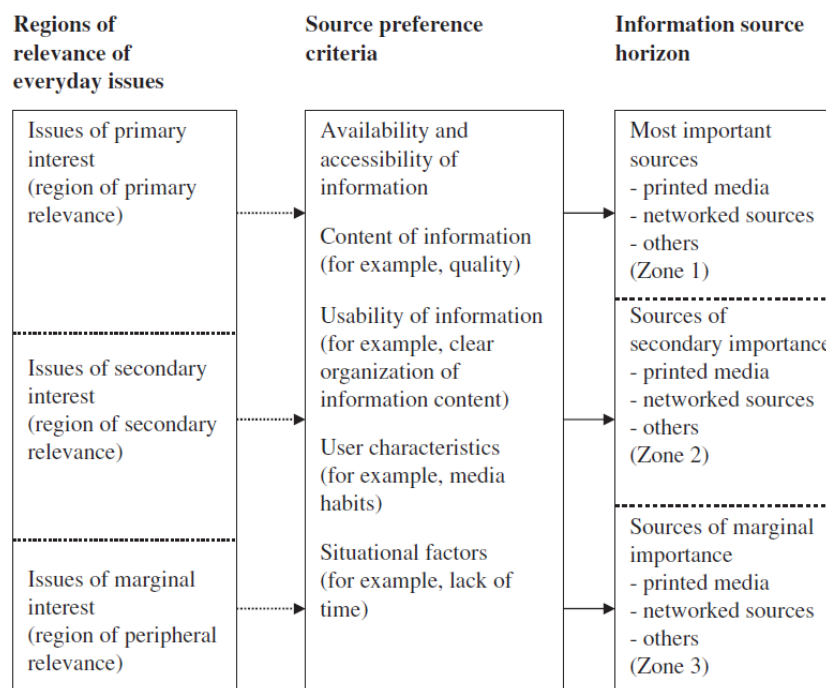 Regions of
relevance of
everyday issues
Source preference
criteria
Information source
horizon
Issues of primary
interest
(region of primary
relevance)
Issues of secondary
interest
(region of secondary
relevance)
Issues of marginal
interest
(region of peripheral
relevance)
Availability and
accessibility of
information
Content of information
(for example, quality)
Usability of information
(for example, clear
organization of
information content)
User characteristics
(for example, media
habits)
Situational factors
(for example, lack of
time)
Most important
sources
- printed media
- networked sources
- others
(Zone 1)
Sources of
secondary importance
- printed media
- networked sources
- others
(Zone 2)
Sources of marginal
importance
- printed media
- networked sources
- others
(Zone 3)